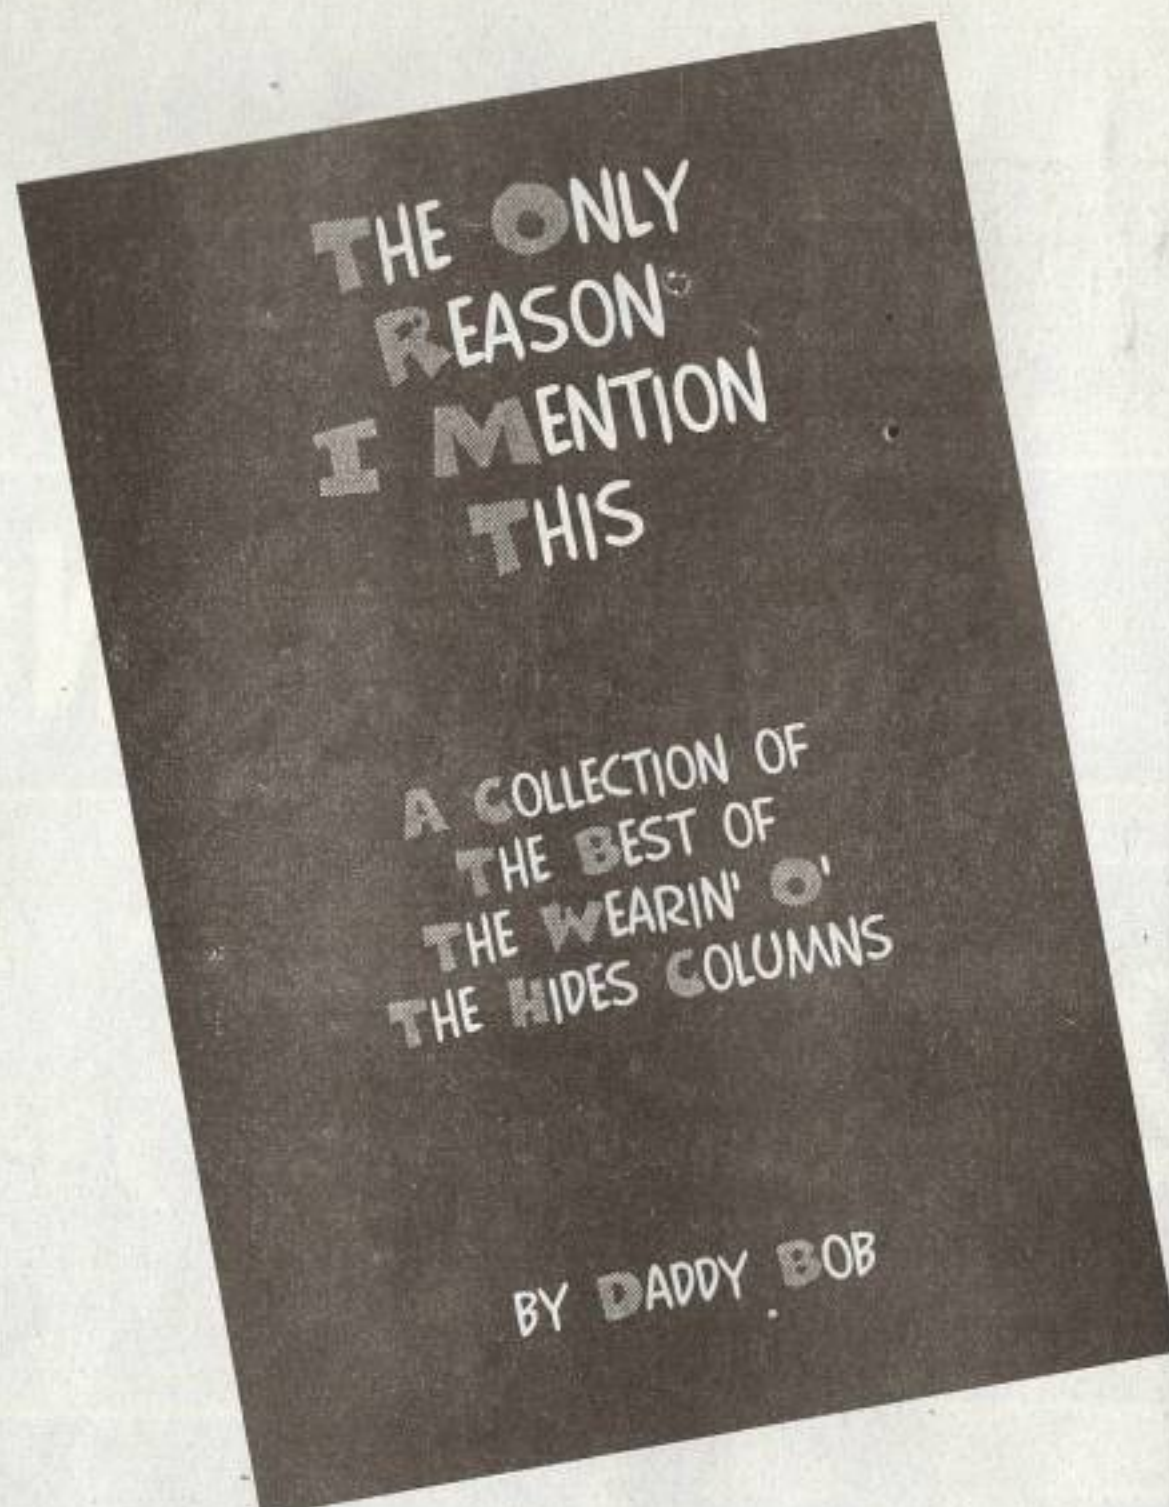 THE ONLY
REASON
I MENTION
THIS
A COLLECTION OF
THE BEST OF
THE WEARIN' O'
THE HIDES COLUMNS
BY DADDY BOB